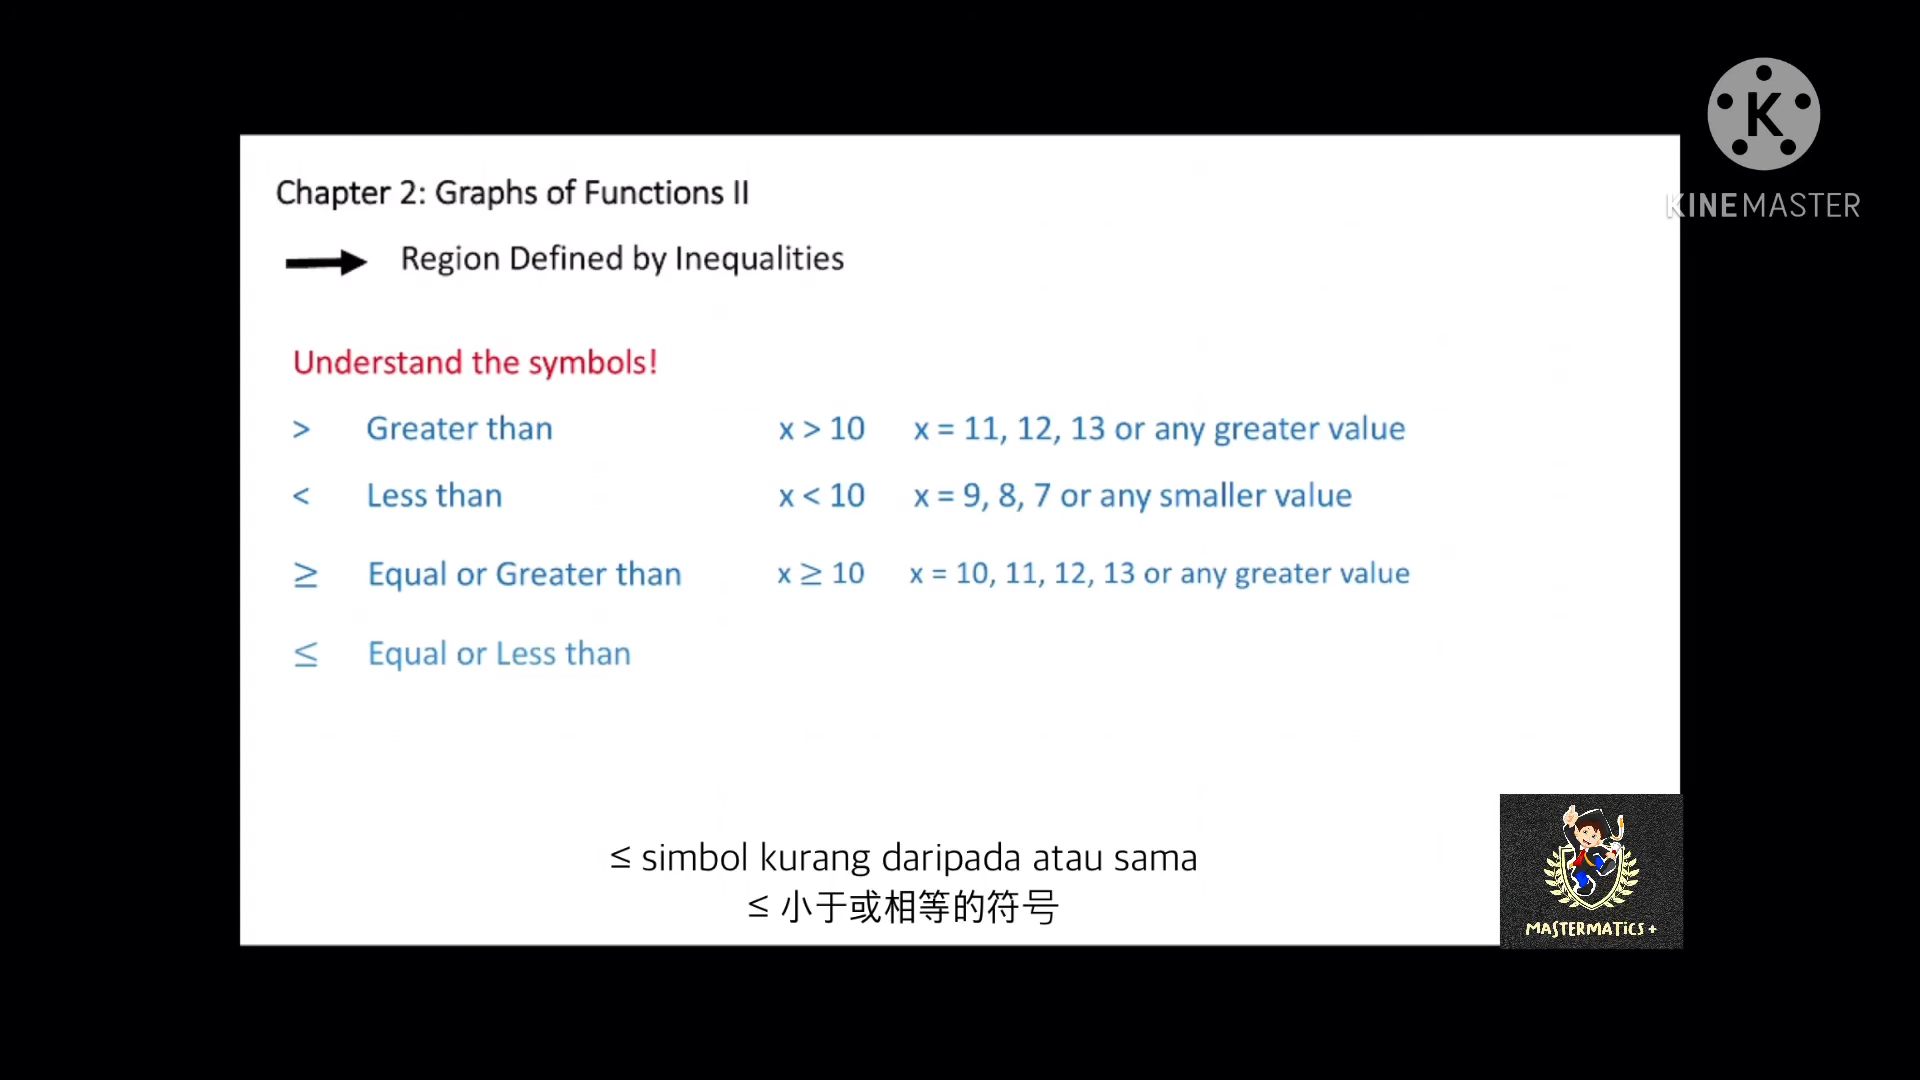 K
KINEMASTER
Chapter 2: Graphs of Functions II
Region Defined by Inequalities
Understand the symbols!
> Greater than x > 10 x = 11, 12, 13 or any greater value
< Less than x < 10 x = 9, 8, 7 or any smaller value
≥ Equal or Greater than x ≥ 10 x = 10, 11, 12, 13 or any greater value
≤ Equal or Less than
≤ simbol kurang daripada atau sama
≤ 小于或相等的符号
MASTERMATICS +